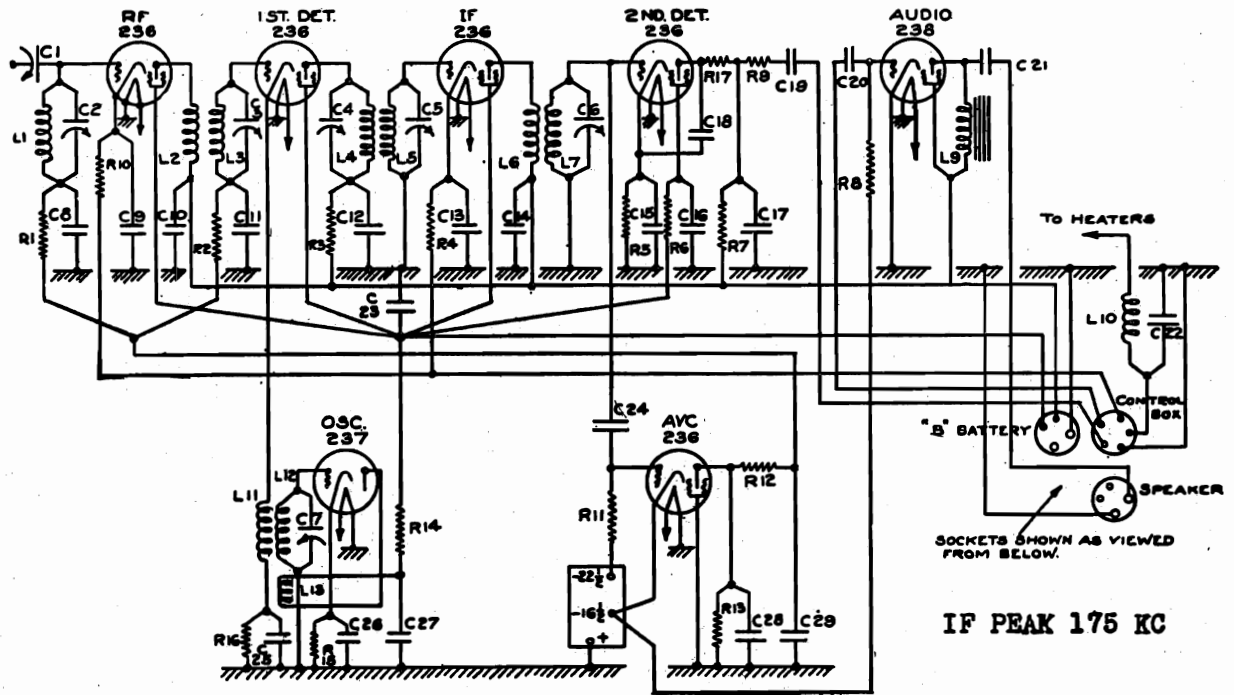 RF
236
1ST. DET.
236
IF
236
2ND. DET.
236
AUDIO
238
C1
C2
L1
R10
L2
L3
C
3
C4
L4
L5
C5
L6
L7
C6
R17
R9
C19
C18
C20
C21
L9
R8
C8
R1
C9
C10
R2
C11
R3
C12
R4
C13
C14
C15
R5
R6
C16
R7
C17
C
23
TO HEATERS
L10
C22
CONTROL
BOX
"B" BATTERY
SPEAKER
SOCKETS SHOWN AS VIEWED
FROM BELOW.
OSC.
237
L11
L12
C7
L13
R14
R16
C
25
R
15
C26
C27
C24
AVC
236
R11
R12
-22½
-16½
+
R13
C28
C29
IF PEAK 175 KC